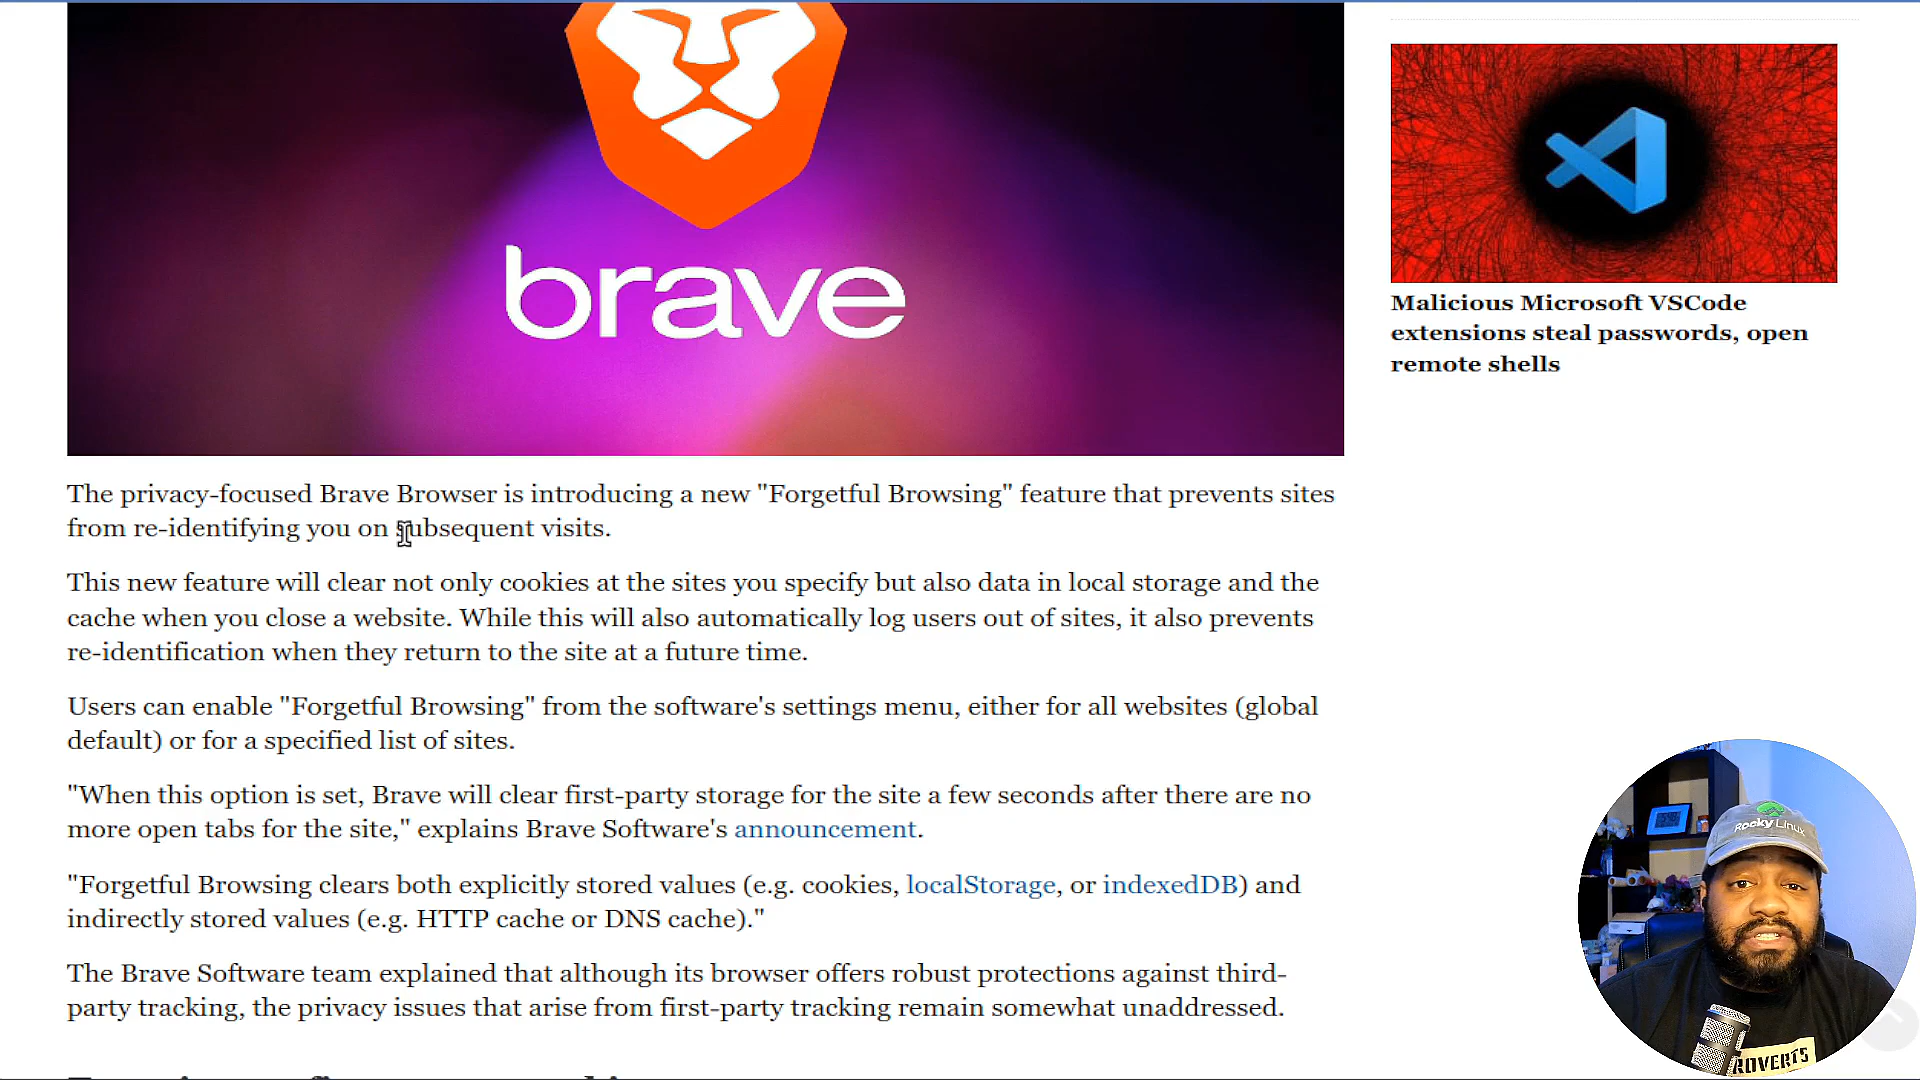 brave
The privacy-focused Brave Browser is introducing a new "Forgetful Browsing" feature that prevents sites
from re-identifying you on subsequent visits.
This new feature will clear not only cookies at the sites you specify but also data in local storage and the
cache when you close a website. While this will also automatically log users out of sites, it also prevents
re-identification when they return to the site at a future time.
Users can enable "Forgetful Browsing" from the software's settings menu, either for all websites (global
default) or for a specified list of sites.
"When this option is set, Brave will clear first-party storage for the site a few seconds after there are no
more open tabs for the site," explains Brave Software's announcement.
"Forgetful Browsing clears both explicitly stored values (e.g. cookies, localStorage, or indexedDB) and
indirectly stored values (e.g. HTTP cache or DNS cache)."
The Brave Software team explained that although its browser offers robust protections against third-
party tracking, the privacy issues that arise from first-party tracking remain somewhat unaddressed.
Malicious Microsoft VSCode
extensions steal passwords, open
remote shells
Rocky Linux
ROVERTS